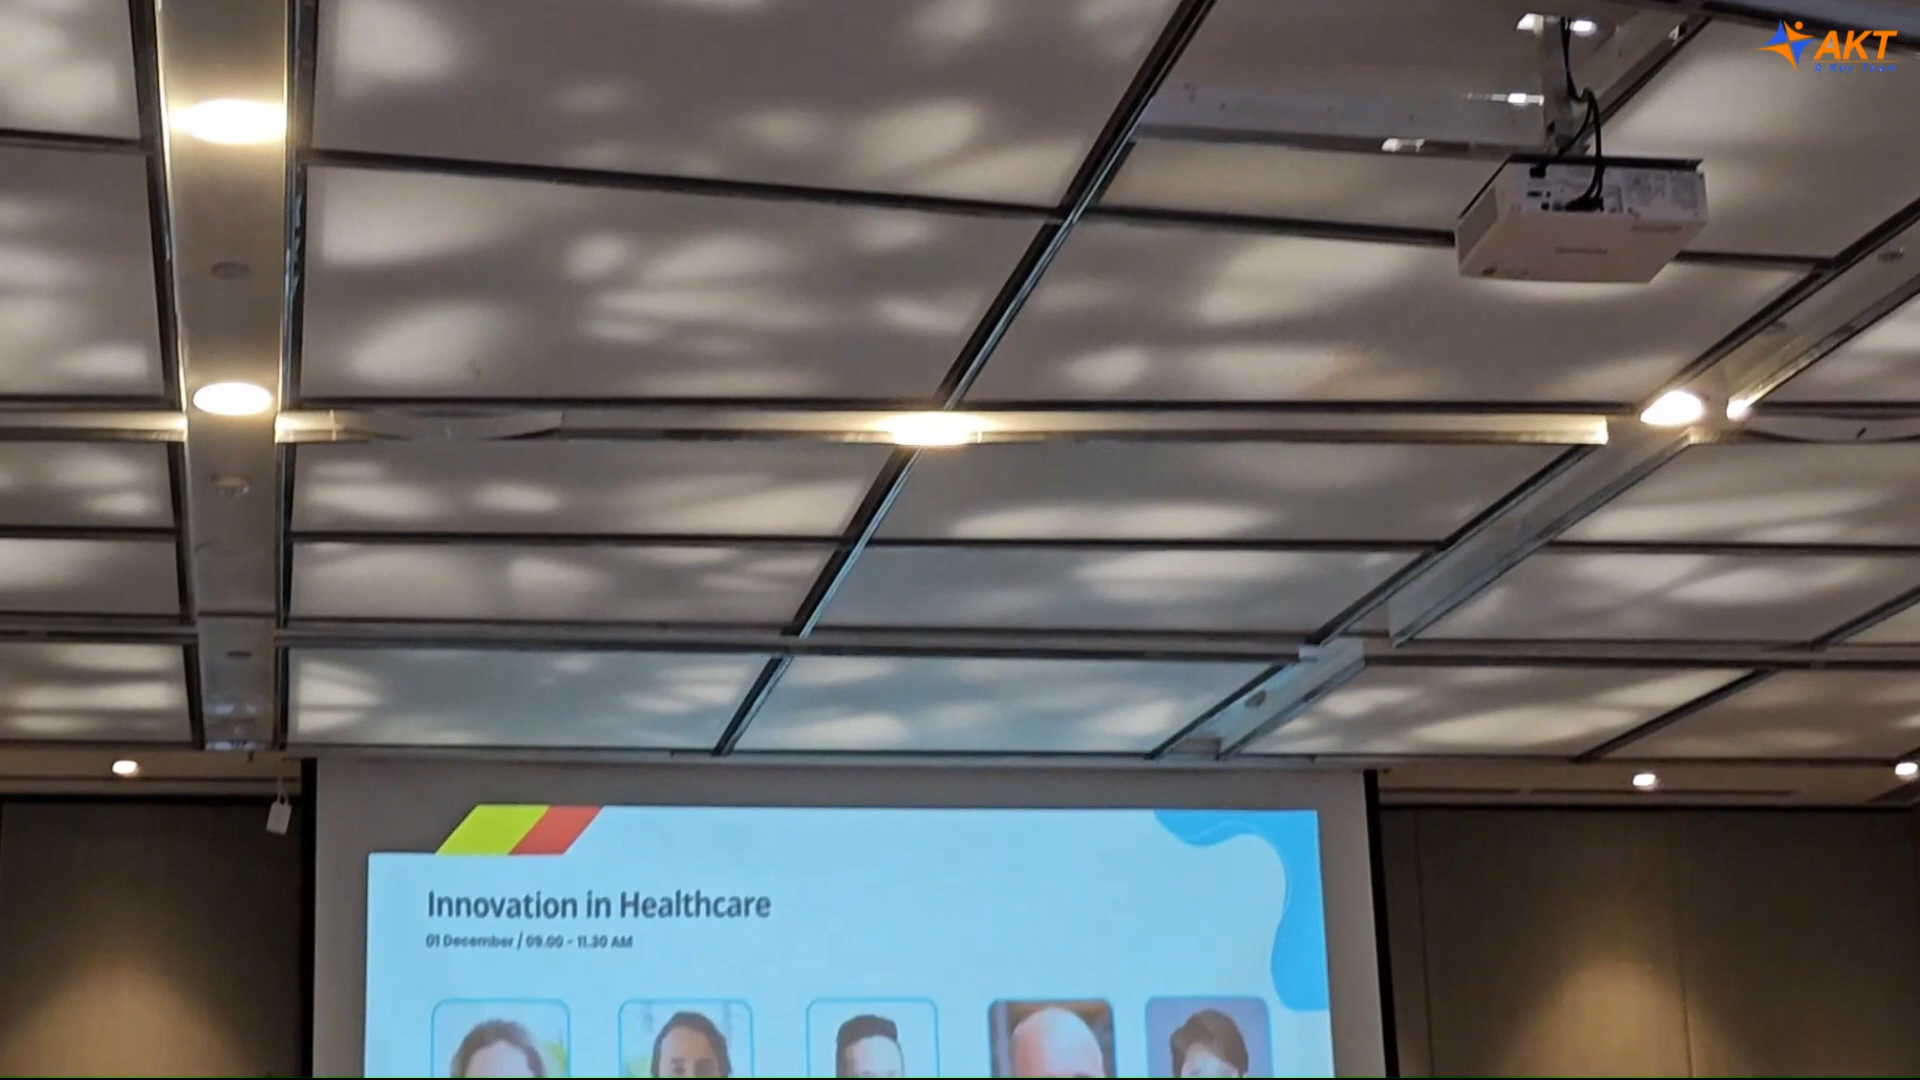 AKT
Innovation in Healthcare
01 December / 09.00 - 11.30 AM